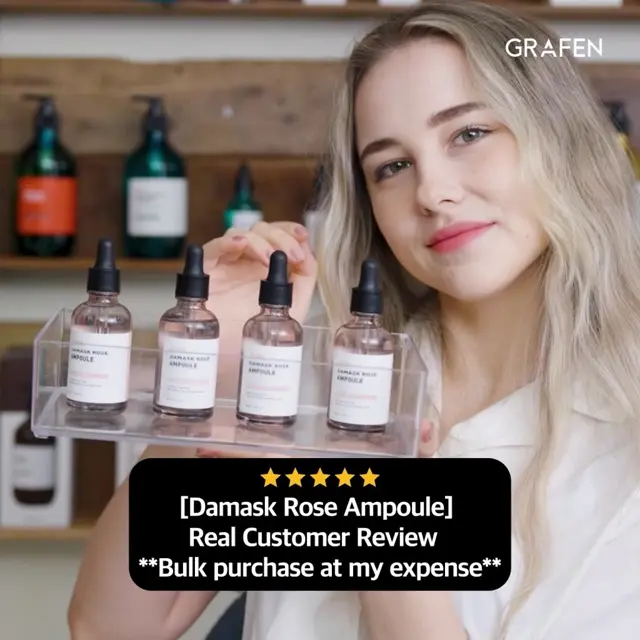 GRAFEN
DAMASK ROSE
AMPOULE
DAMASK ROSE
AMPOULE
DAMASK ROSE
AMPOULE
DAMASK ROSE
AMPOULE
[Damask Rose Ampoule]
Real Customer Review
**Bulk purchase at my expense**